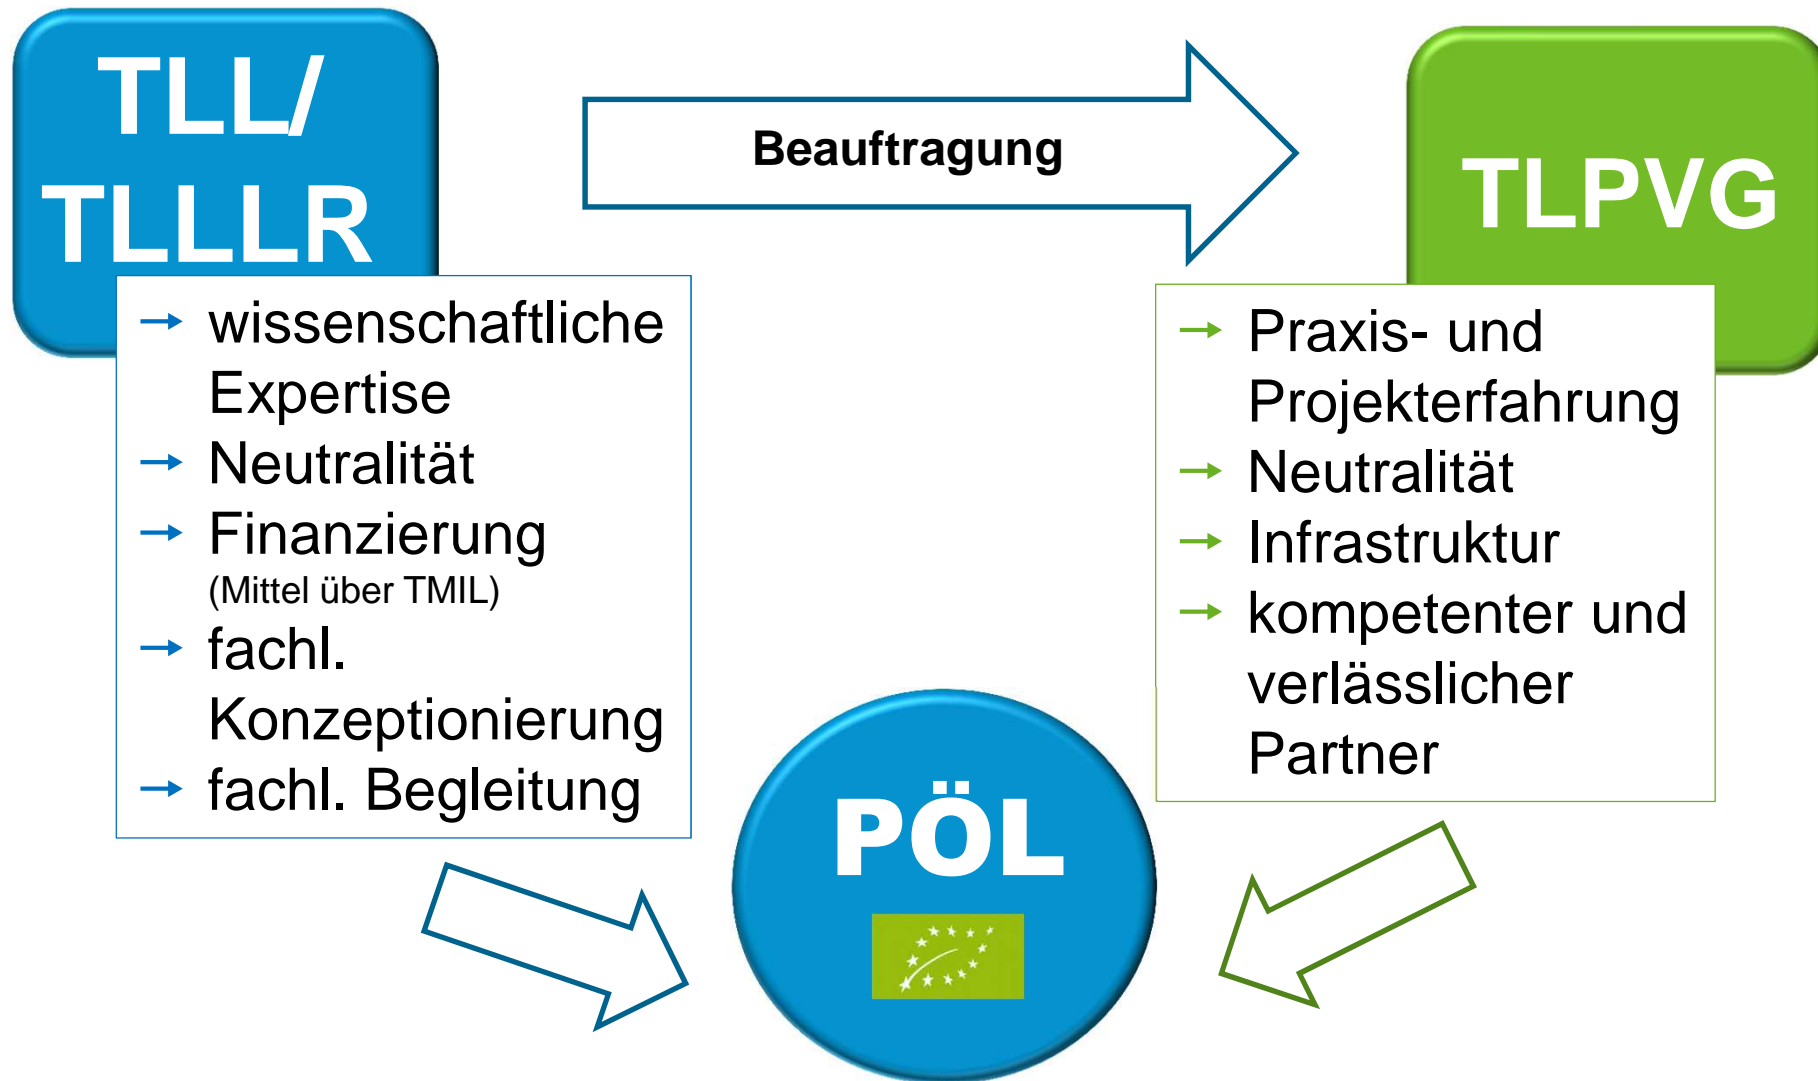 TLL/
TLLLR
Beauftragung
TLPVG
→ wissenschaftliche
Expertise
→ Neutralität
→ Finanzierung
(Mittel über TMIL)
→ fachl.
Konzeptionierung
→ fachl. Begleitung
→ Praxis- und
Projekterfahrung
→ Neutralität
→ Infrastruktur
→ kompetenter und
verlässlicher
Partner
PÖL